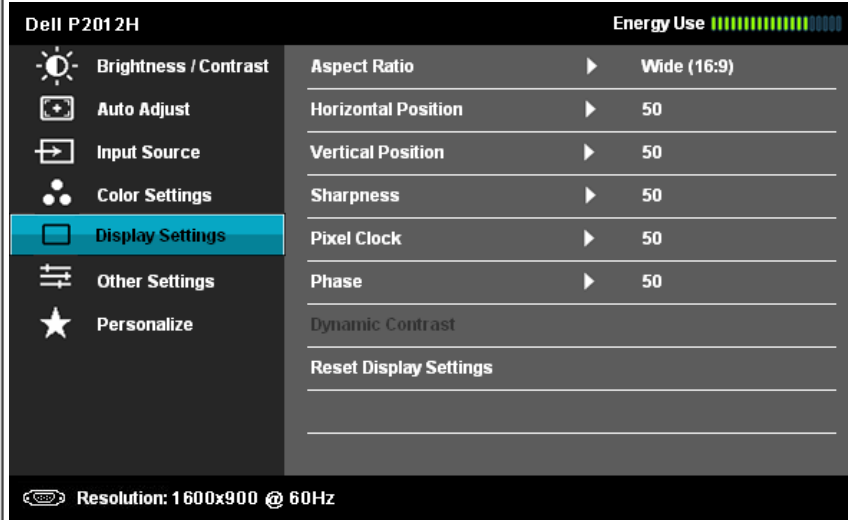 Dell P2012H Energy Use
Brightness / Contrast Aspect Ratio Wide (16:9)
Auto Adjust Horizontal Position 50
Input Source Vertical Position 50
Color Settings Sharpness 50
Display Settings Pixel Clock 50
Other Settings Phase 50
Personalize Dynamic Contrast
Reset Display Settings
Resolution: 1600x900 @ 60Hz